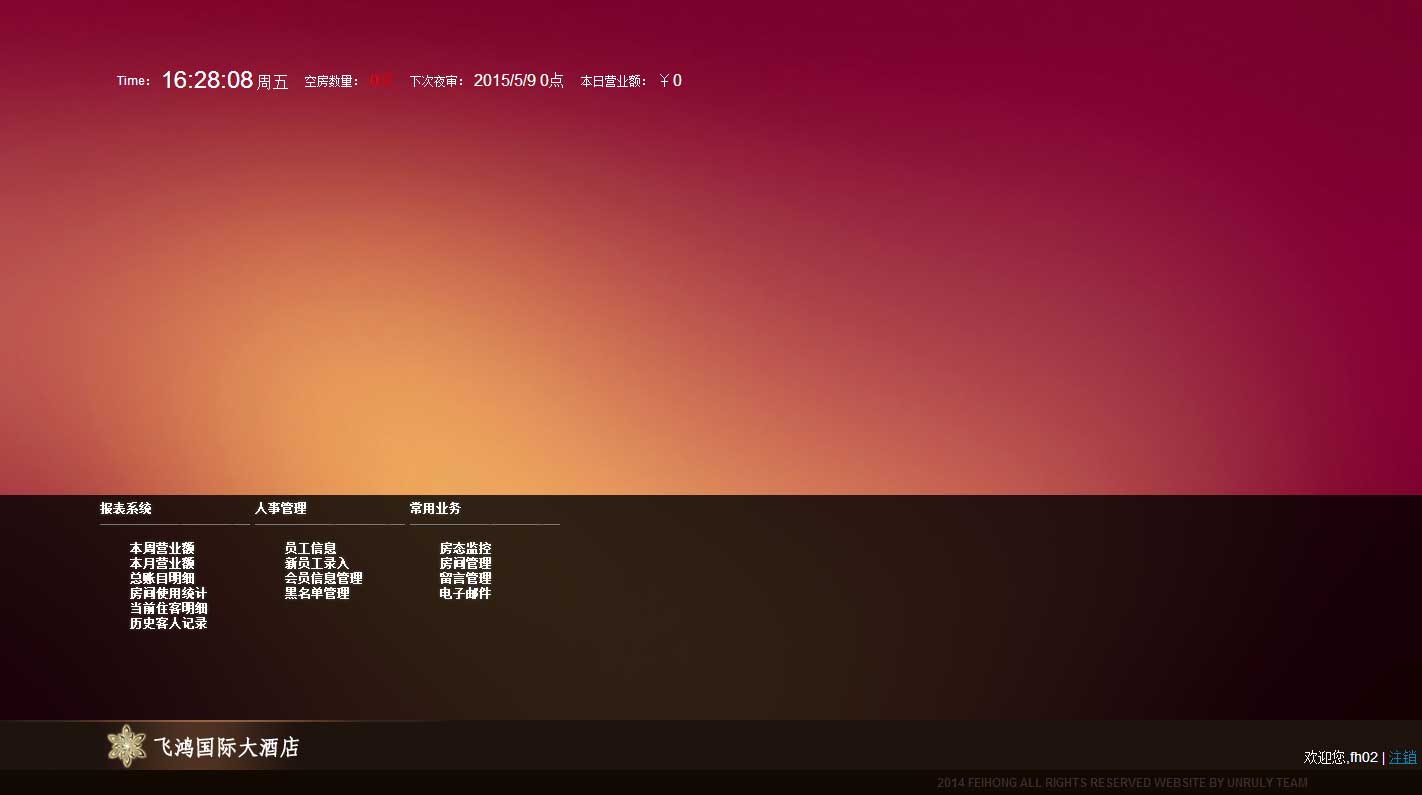 Time: 16:28:08 周五 空房数量: 下次夜审: 2015/5/9 0点 本日营业额: ￥0
报表系统 人事管理 常用业务
本周营业额 员工信息 房态监控
本月营业额 新员工录入 房间管理
总账目明细 会员信息管理 留言管理
房间使用统计 黑名单管理 电子邮件
当前住客明细
历史客人记录
飞鸿国际大酒店
欢迎您,fh02 | 注销
2014 FEIHONG ALL RIGHTS RESERVED WEBSITE BY UNRULY TEAM